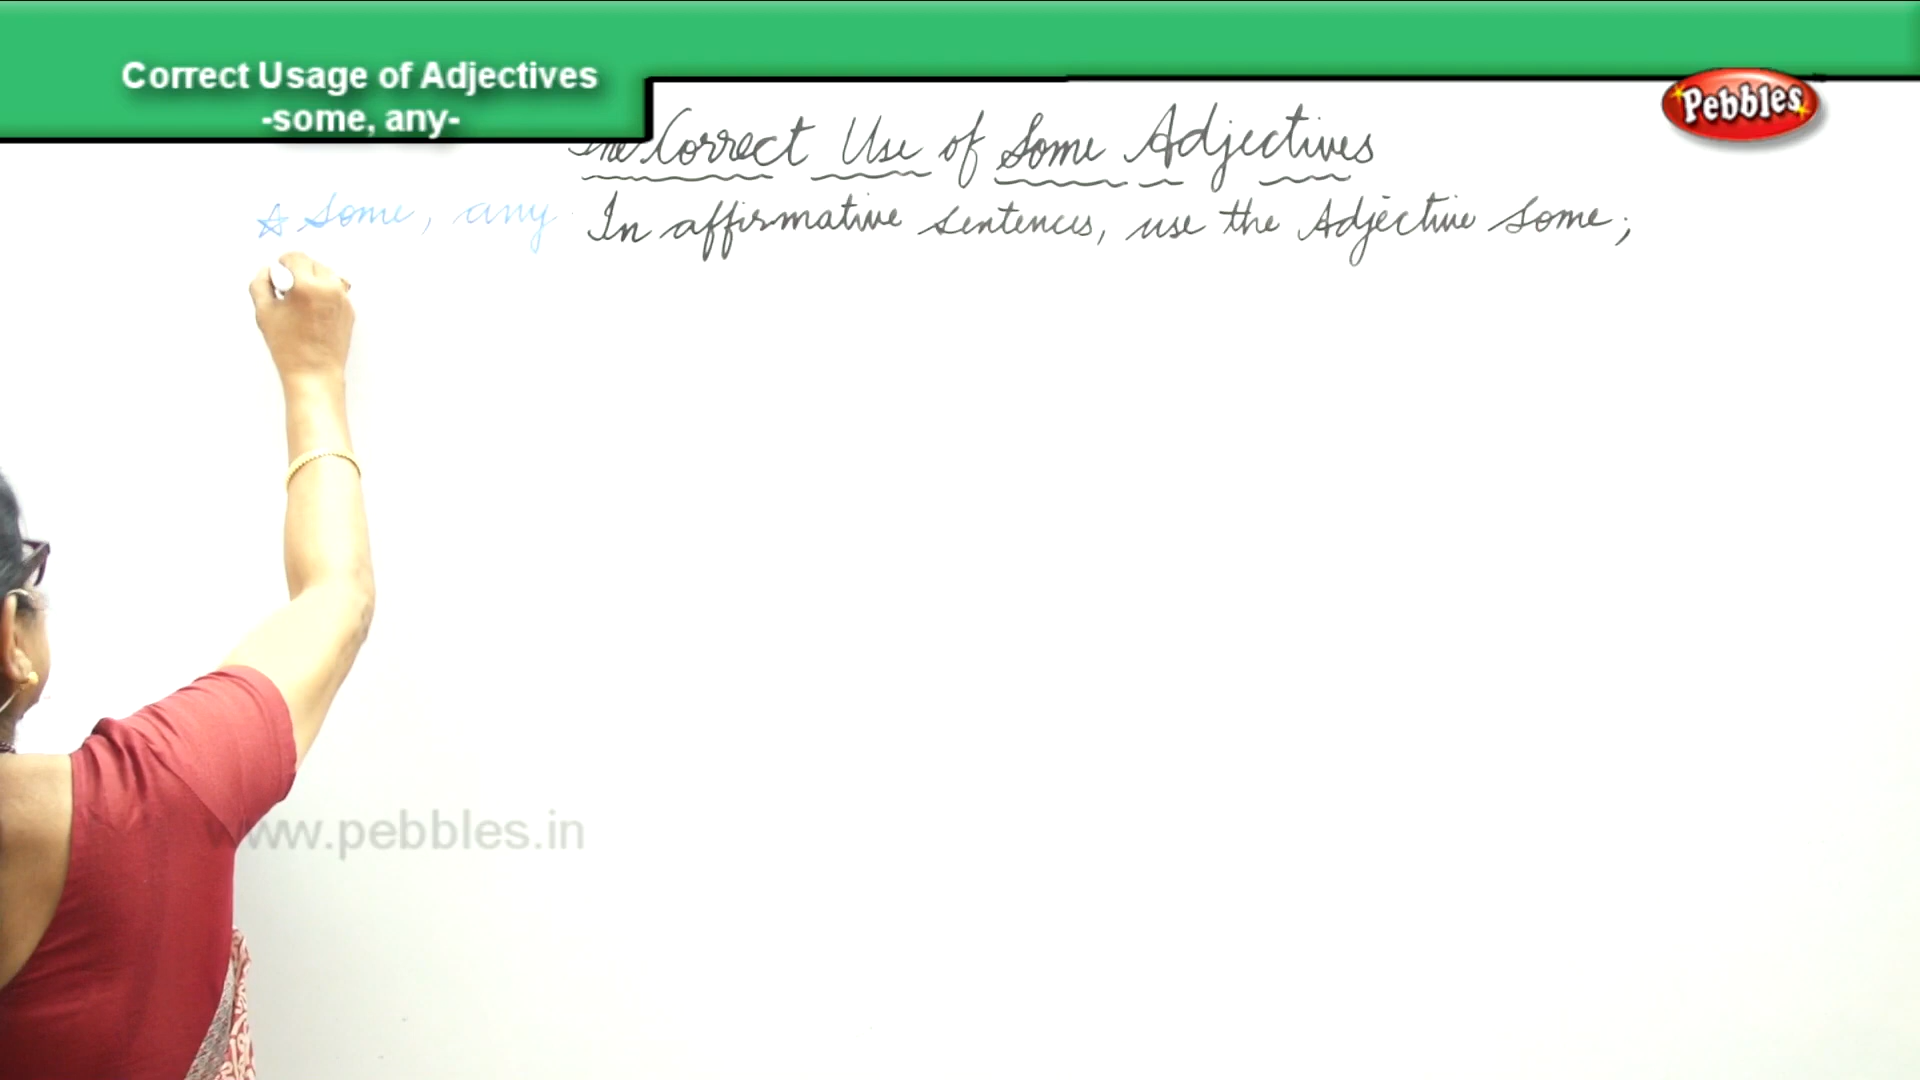 Correct Usage of Adjectives
-some, any-
Pebbles
The Correct Use of Some Adjectives
☆ Some, any In affirmative sentences, use the Adjective some;
www.pebbles.in